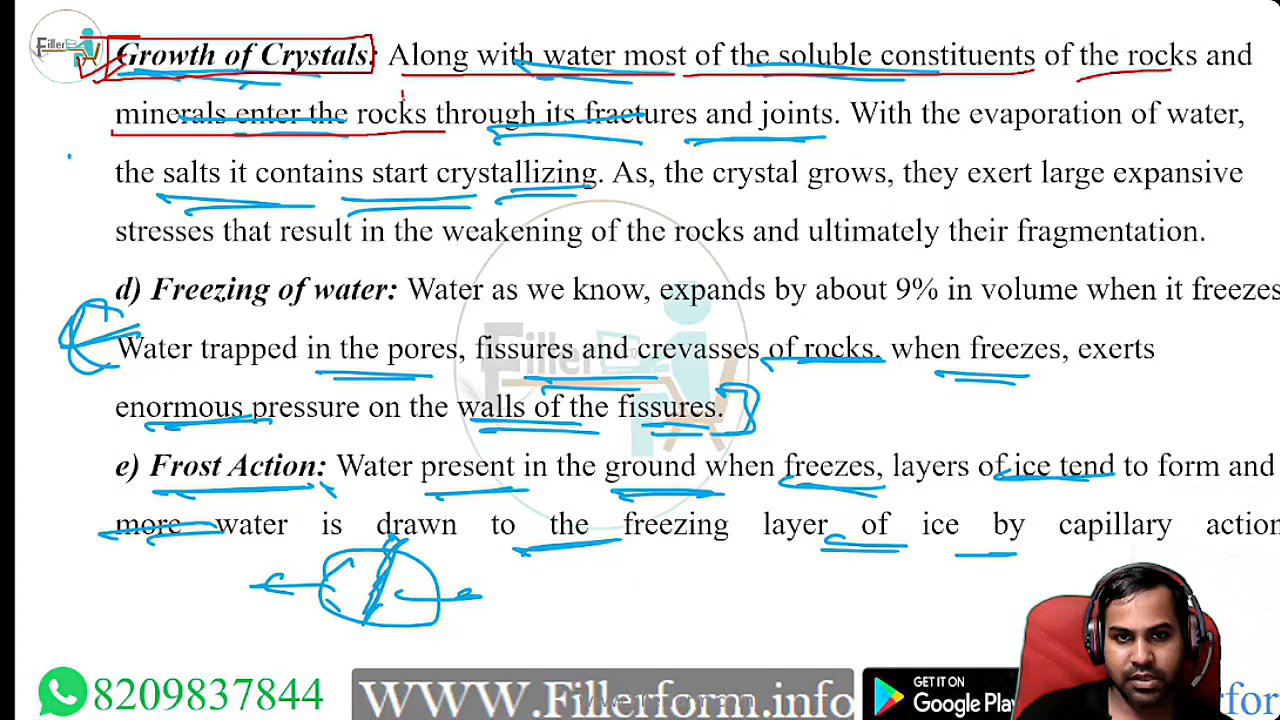 Filler
Growth of Crystals: Along with water most of the soluble constituents of the rocks and
minerals enter the rocks through its fractures and joints. With the evaporation of water,
the salts it contains start crystallizing. As, the crystal grows, they exert large expansive
stresses that result in the weakening of the rocks and ultimately their fragmentation.
d) Freezing of water: Water as we know, expands by about 9% in volume when it freezes
Water trapped in the pores, fissures and crevasses of rocks, when freezes, exerts
enormous pressure on the walls of the fissures.
e) Frost Action: Water present in the ground when freezes, layers of ice tend to form and
more water is drawn to the freezing layer of ice by capillary action
8209837844
WWW.Fillerform.info
GET IT ON
Google Play